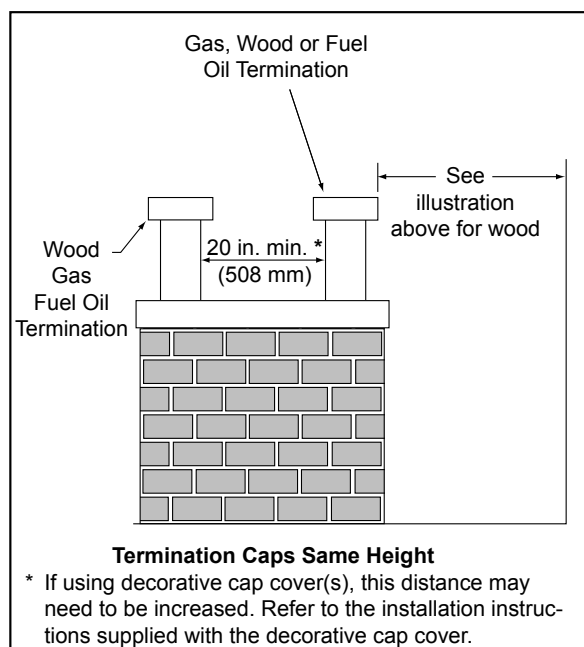 Gas, Wood or Fuel
Oil Termination
See
illustration
above for wood
20 in. min. *
(508 mm)
Wood
Gas
Fuel Oil
Termination
Termination Caps Same Height
* If using decorative cap cover(s), this distance may
need to be increased. Refer to the installation instruc-
tions supplied with the decorative cap cover.